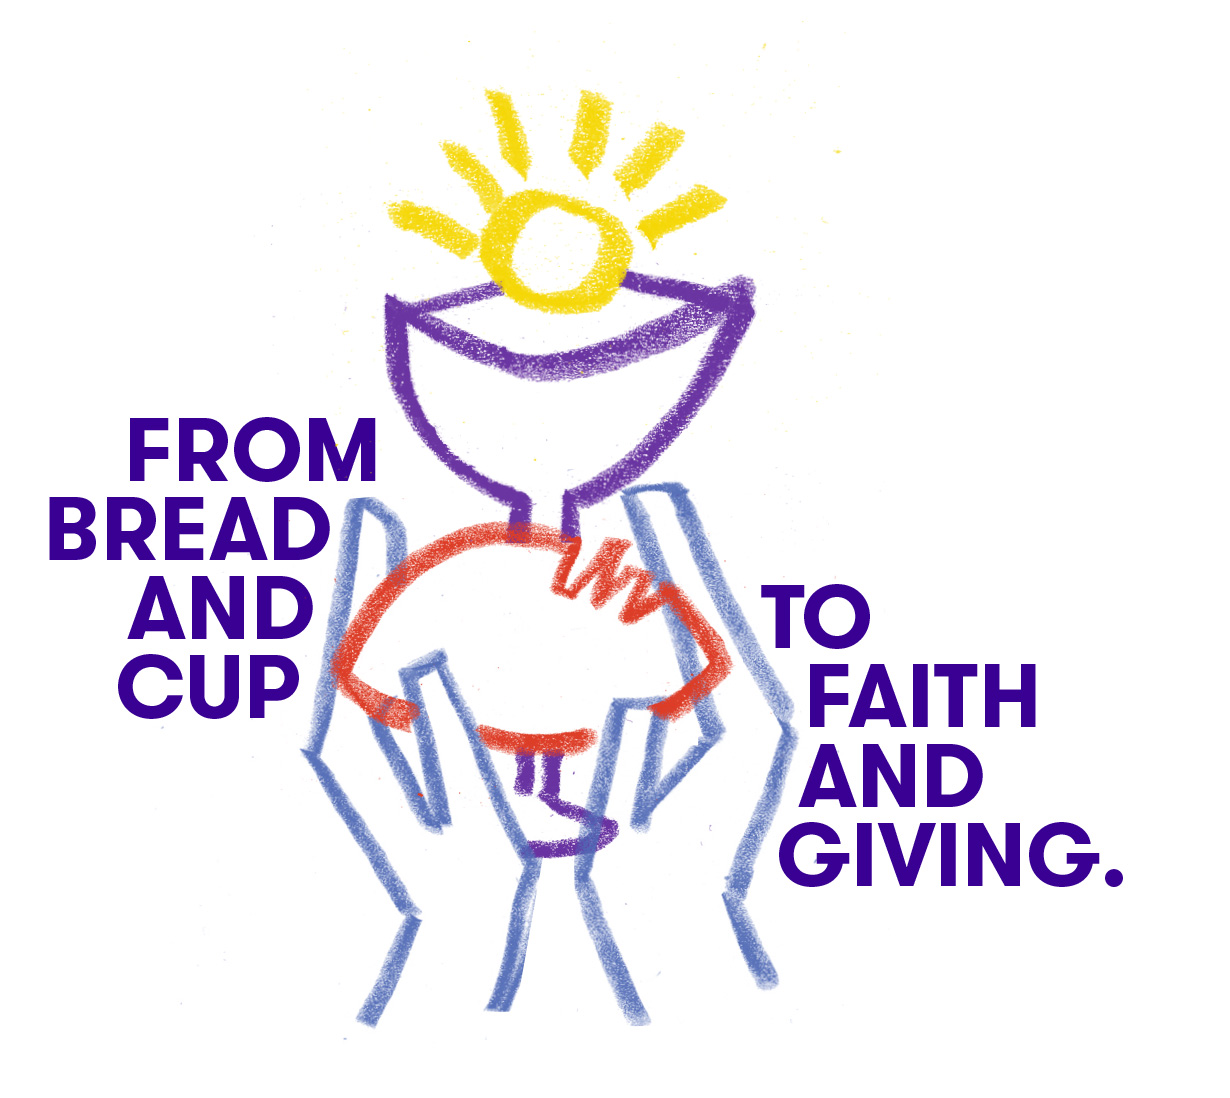 FROM
BREAD
AND
CUP
TO
FAITH
AND
GIVING.